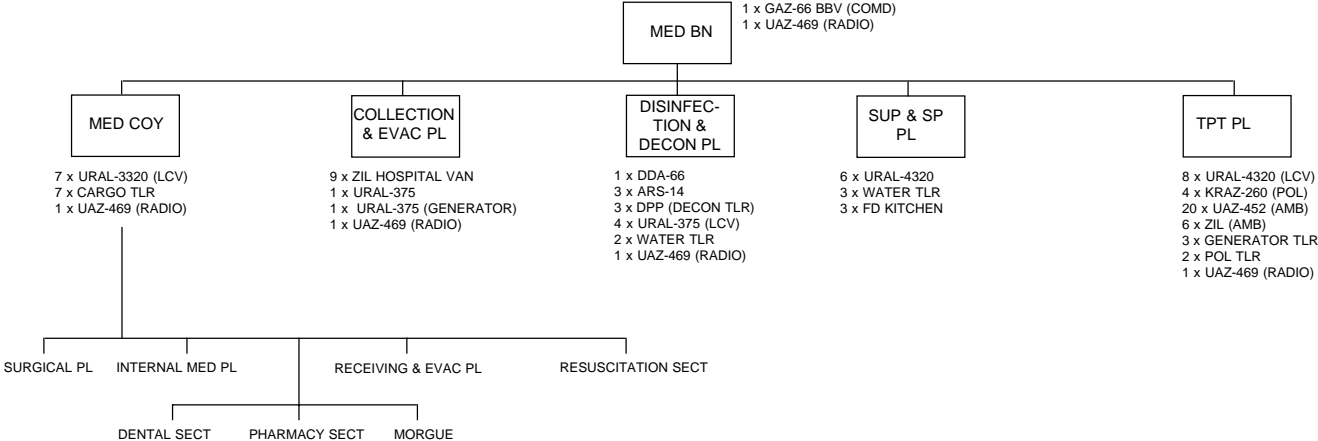 MED BN
1 x GAZ-66 BBV (COMD)
1 x UAZ-469 (RADIO)
MED COY
7 x URAL-3320 (LCV)
7 x CARGO TLR
1 x UAZ-469 (RADIO)
COLLECTION
& EVAC PL
9 x ZIL HOSPITAL VAN
1 x URAL-375
1 x  URAL-375 (GENERATOR)
1 x UAZ-469 (RADIO)
DISINFEC-
TION &
DECON PL
1 x DDA-66
3 x ARS-14
3 x DPP (DECON TLR)
4 x URAL-375 (LCV)
2 x WATER TLR
1 x UAZ-469 (RADIO)
SUP & SP
PL
6 x URAL-4320
3 x WATER TLR
3 x FD KITCHEN
TPT PL
8 x URAL-4320 (LCV)
4 x KRAZ-260 (POL)
20 x UAZ-452 (AMB)
6 x ZIL (AMB)
3 x GENERATOR TLR
2 x POL TLR
1 x UAZ-469 (RADIO)
SURGICAL PL
INTERNAL MED PL
RECEIVING & EVAC PL
RESUSCITATION SECT
DENTAL SECT
PHARMACY SECT
MORGUE